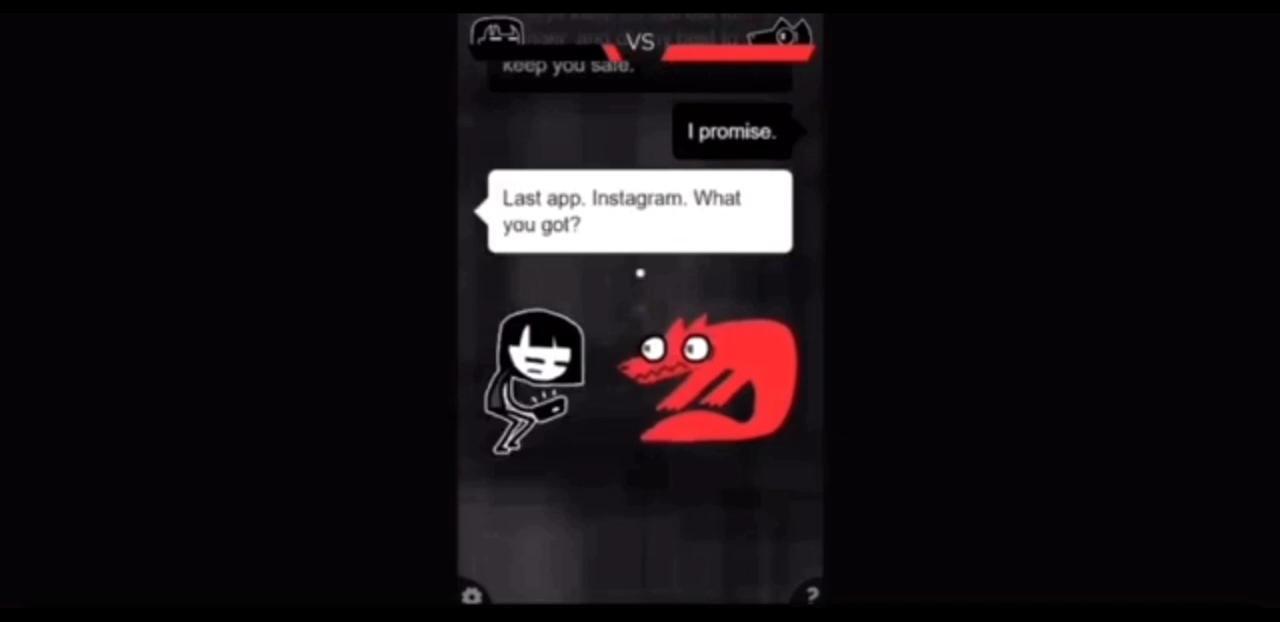 VS
keep you safe.
I promise.
Last app. Instagram. What
you got?
?